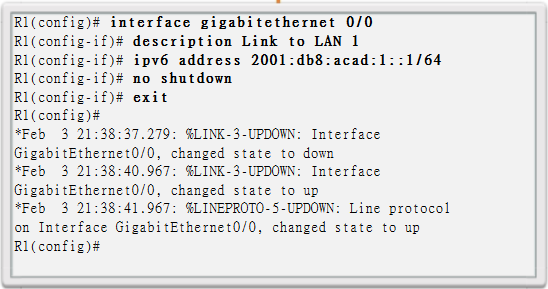 R1(config)# interface gigabitethernet 0/0
R1(config-if)# description Link to LAN 1
R1(config-if)# ipv6 address 2001:db8:acad:1::1/64
R1(config-if)# no shutdown
R1(config-if)# exit
R1(config)#
*Feb  3 21:38:37.279: %LINK-3-UPDOWN: Interface
GigabitEthernet0/0, changed state to down
*Feb  3 21:38:40.967: %LINK-3-UPDOWN: Interface
GigabitEthernet0/0, changed state to up
*Feb  3 21:38:41.967: %LINEPROTO-5-UPDOWN: Line protocol
on Interface GigabitEthernet0/0, changed state to up
R1(config)#